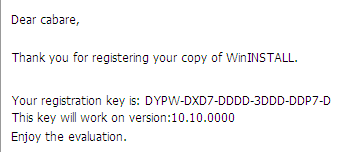 Dear cabare,
Thank you for registering your copy of WinINSTALL.
Your registration key is: DYPW-DXD7-DDDD-3DDD-DDP7-D
This key will work on version:10.10.0000
Enjoy the evaluation.